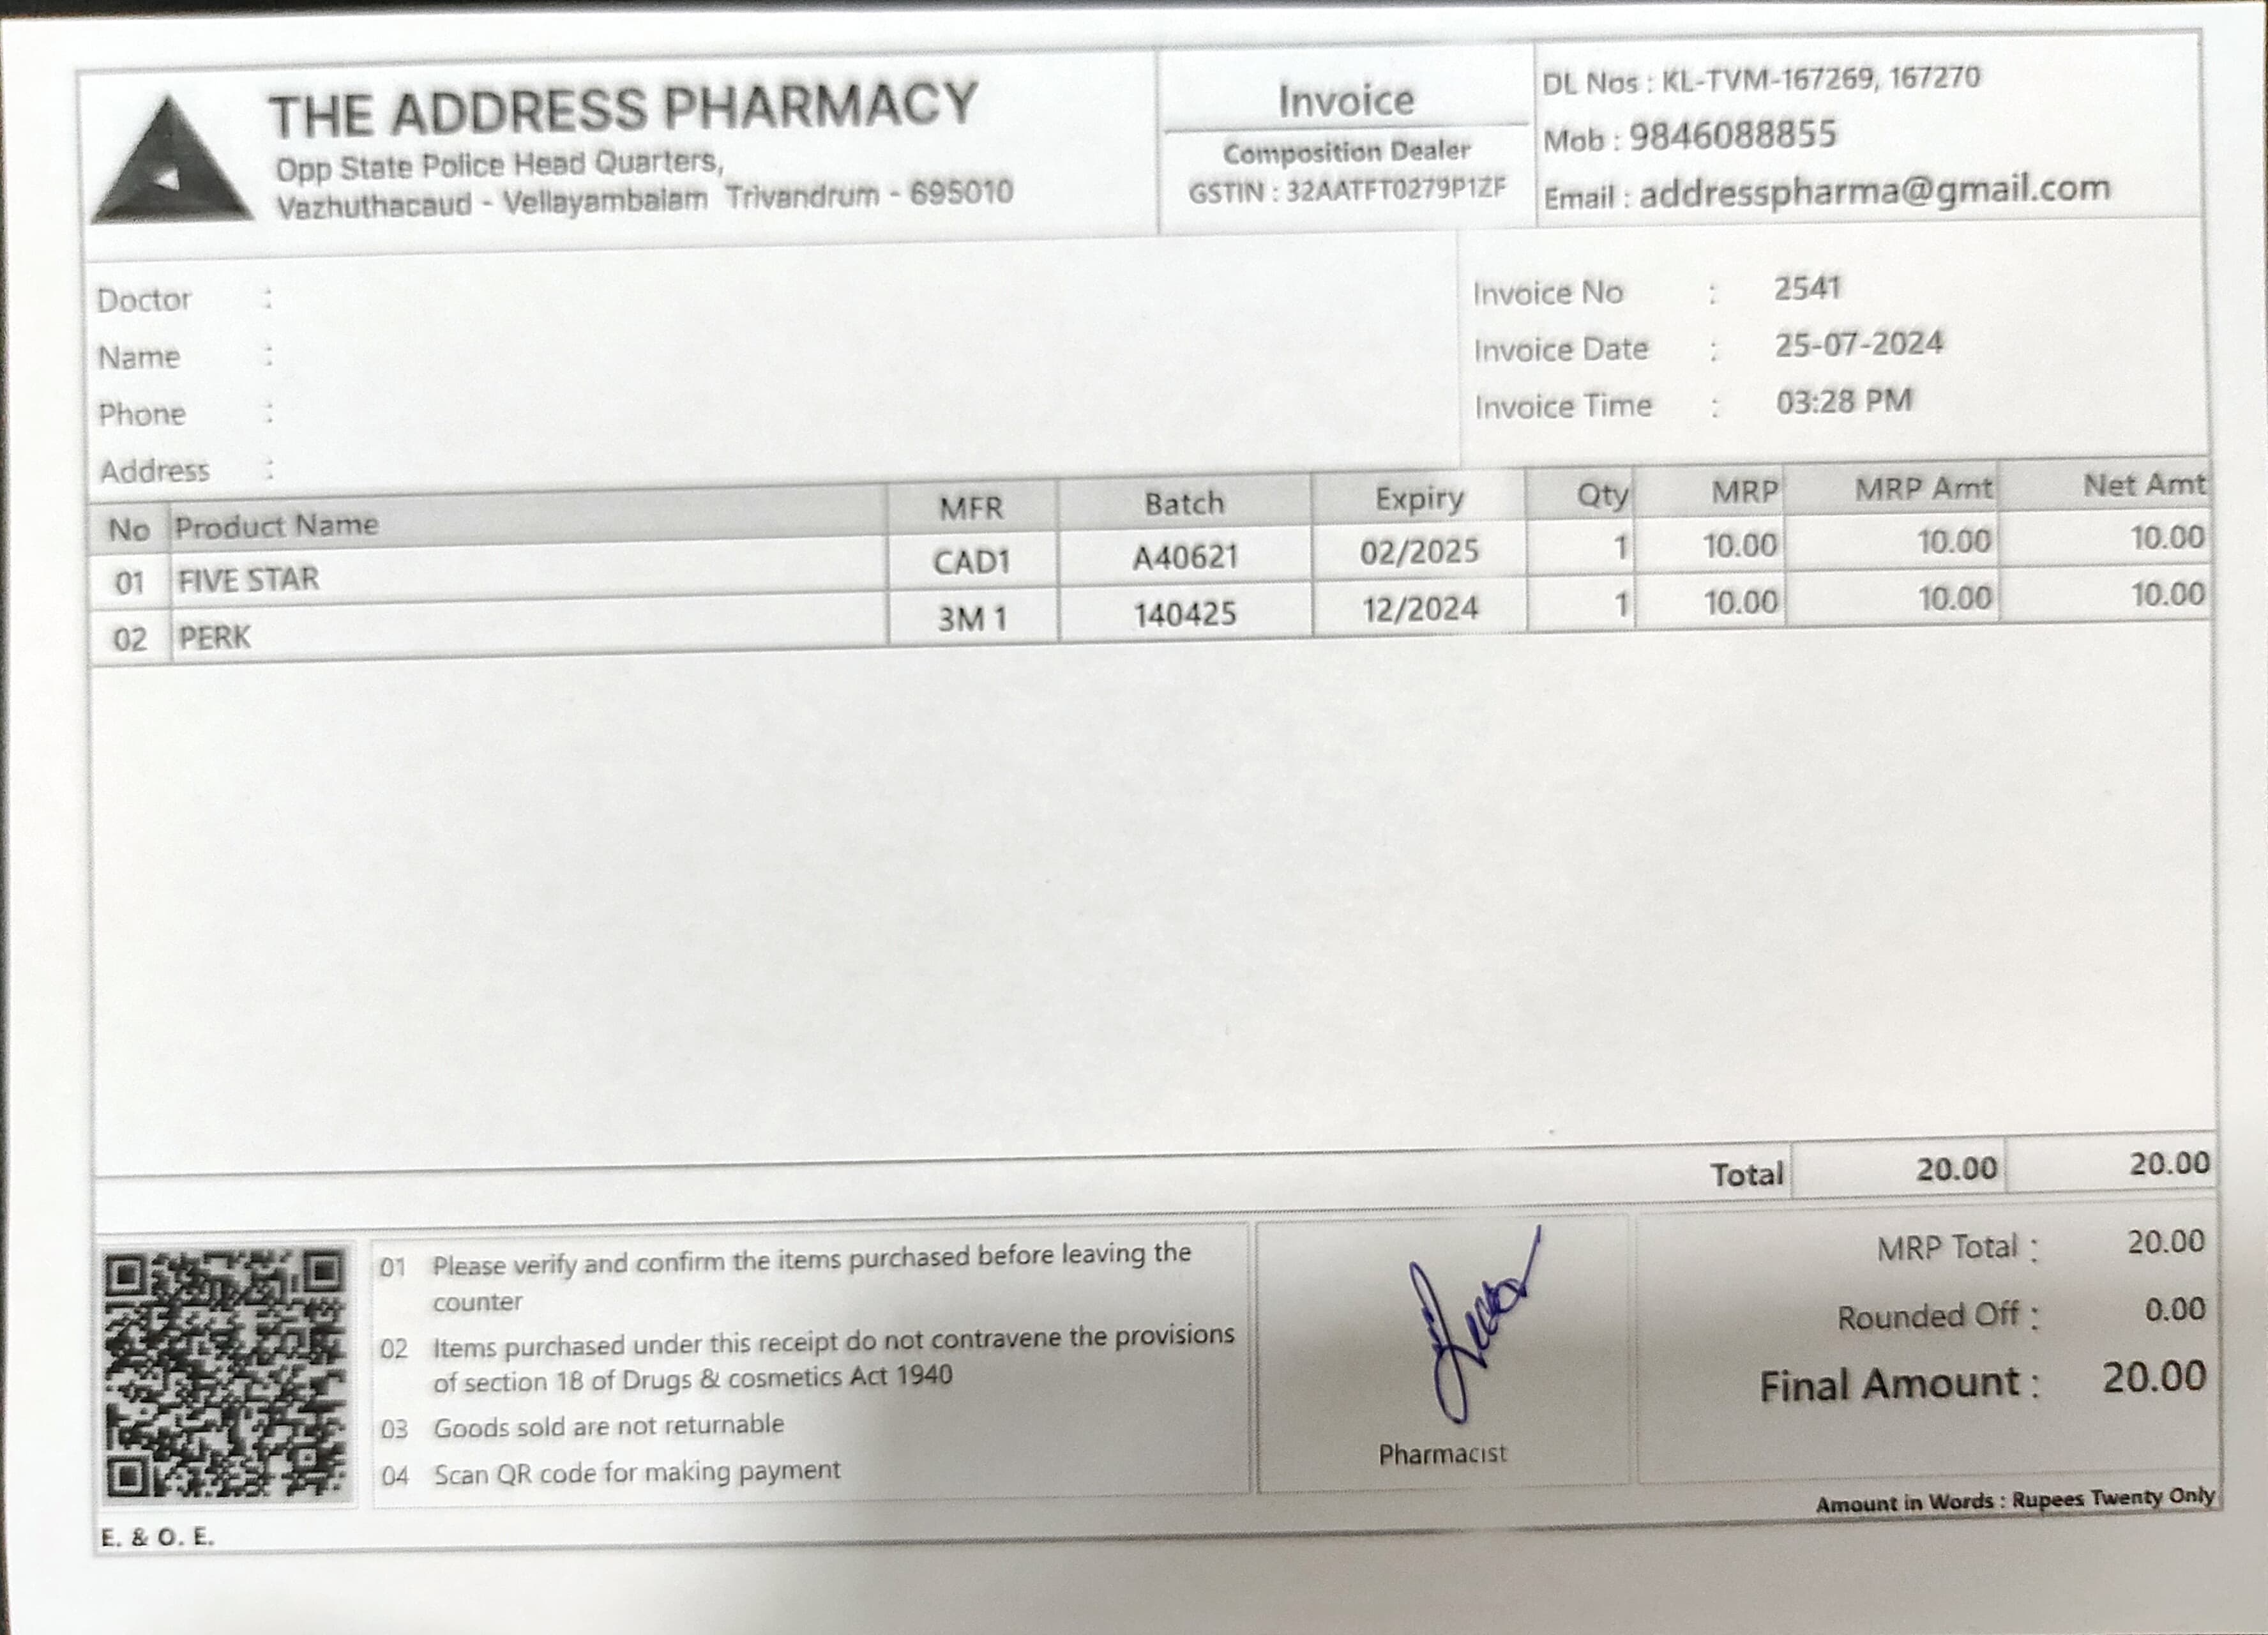 THE ADDRESS PHARMACY
Opp State Police Head Quarters,
Vazhuthacaud - Vellayambalam Trivandrum - 695010
Invoice
Composition Dealer
GSTIN : 32AATFT0279P1ZF
DL Nos : KL-TVM-167269, 167270
Mob : 9846088855
Email : addresspharma@gmail.com
Doctor :
Name :
Phone :
Address :
Invoice No : 2541
Invoice Date : 25-07-2024
Invoice Time : 03:28 PM
No Product Name MFR Batch Expiry Qty MRP MRP Amt Net Amt
01 FIVE STAR CAD1 A40621 02/2025 1 10.00 10.00 10.00
02 PERK 3M 1 140425 12/2024 1 10.00 10.00 10.00
Total 20.00 20.00
01 Please verify and confirm the items purchased before leaving the
counter
02 Items purchased under this receipt do not contravene the provisions
of section 18 of Drugs & cosmetics Act 1940
03 Goods sold are not returnable
04 Scan QR code for making payment
Pharmacist
MRP Total : 20.00
Rounded Off : 0.00
Final Amount : 20.00
Amount in Words : Rupees Twenty Only
E. & O. E.